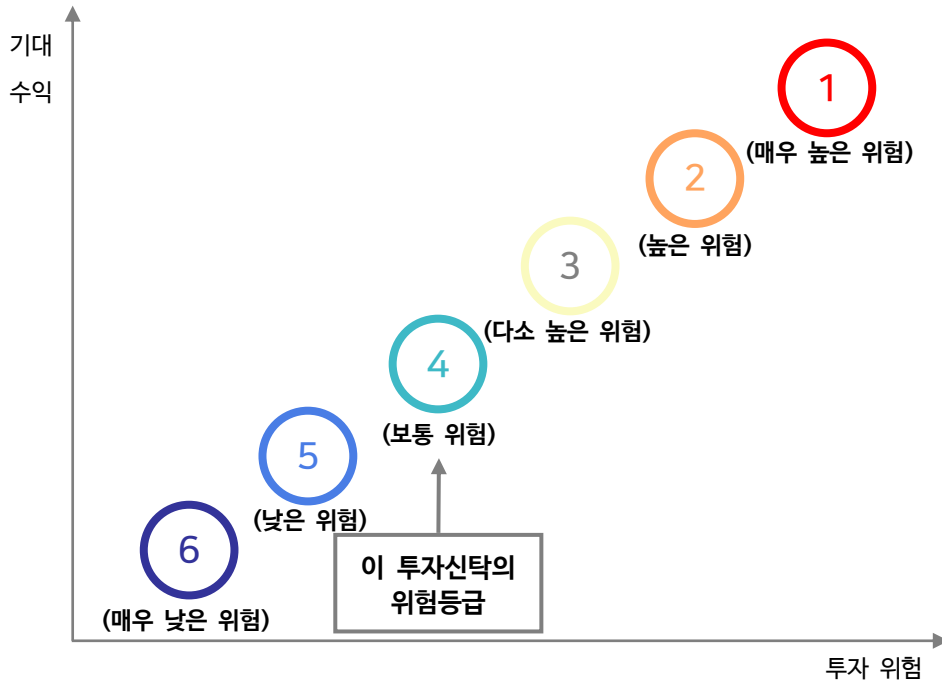 기대
수익
1
(매우 높은 위험)
2
(높은 위험)
3
(다소 높은 위험)
4
(보통 위험)
5
(낮은 위험)
6
(매우 낮은 위험)
이 투자신탁의
위험등급
투자 위험